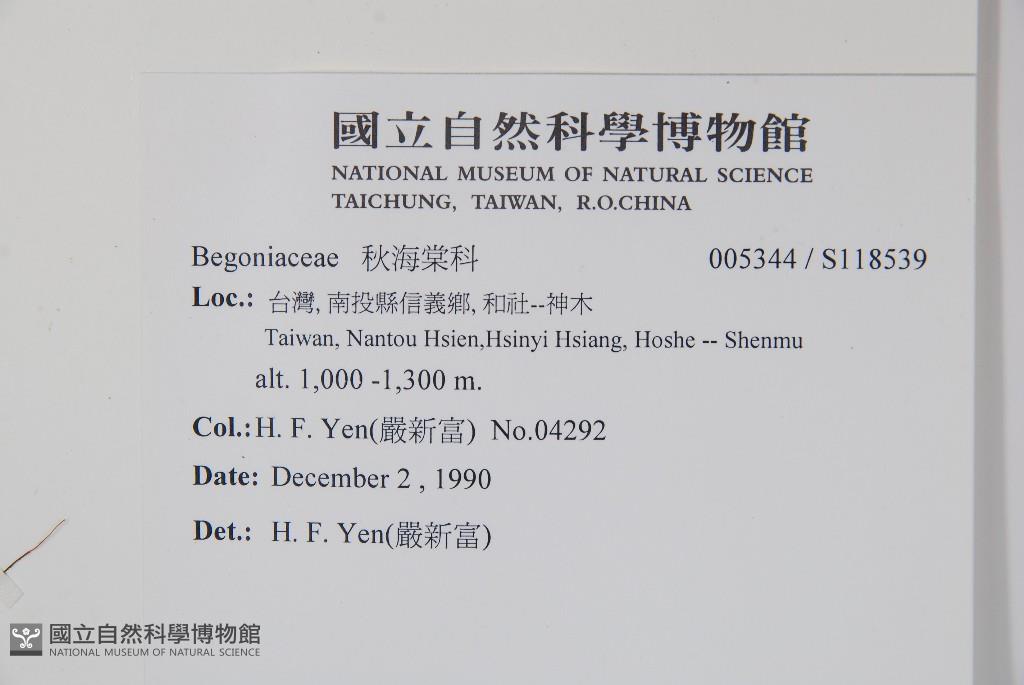 國立自然科學博物館
NATIONAL MUSEUM OF NATURAL SCIENCE
TAICHUNG, TAIWAN, R.O.CHINA
Begoniaceae 秋海棠科 005344 / S118539
Loc.: 台灣, 南投縣信義鄉, 和社--神木
Taiwan, Nantou Hsien,Hsinyi Hsiang, Hoshe -- Shenmu
alt. 1,000 -1,300 m.
Col.: H. F. Yen(嚴新富) No.04292
Date: December 2 , 1990
Det.: H. F. Yen(嚴新富)
國立自然科學博物館
NATIONAL MUSEUM OF NATURAL SCIENCE